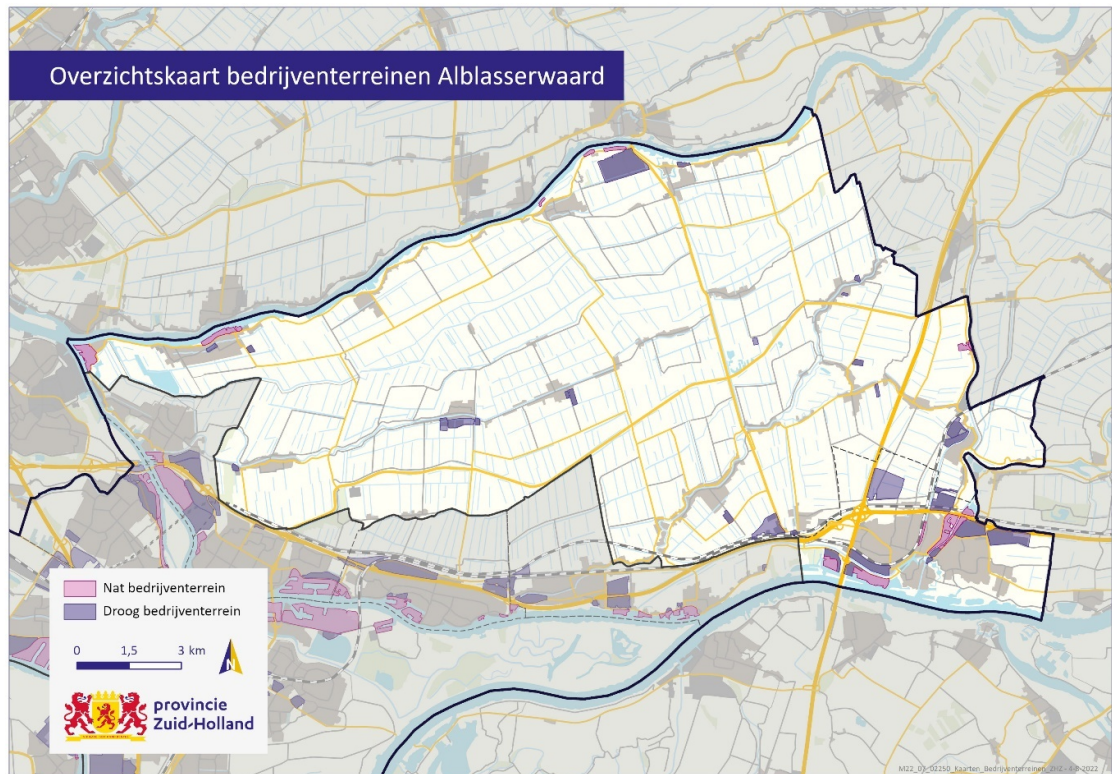 Overzichtskaart bedrijventerreinen Alblasserwaard
Nat bedrijventerrein
Droog bedrijventerrein
0 1,5 3 km
N
provincie
Zuid-Holland